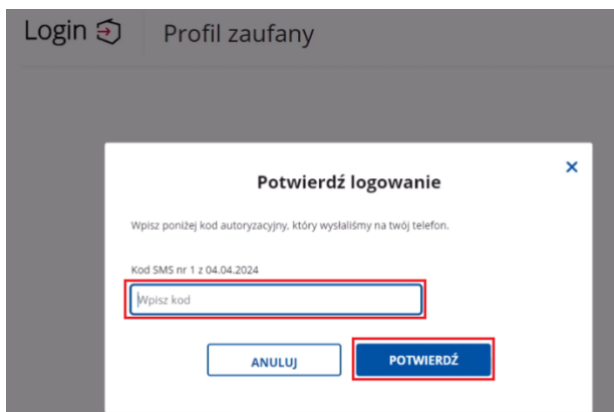 Login Profil zaufany
Potwierdź logowanie
Wpisz poniżej kod autoryzacyjny, który wysłaliśmy na twój telefon.
Kod SMS nr 1 z 04.04.2024
Wpisz kod
ANULUJ POTWIERDŹ